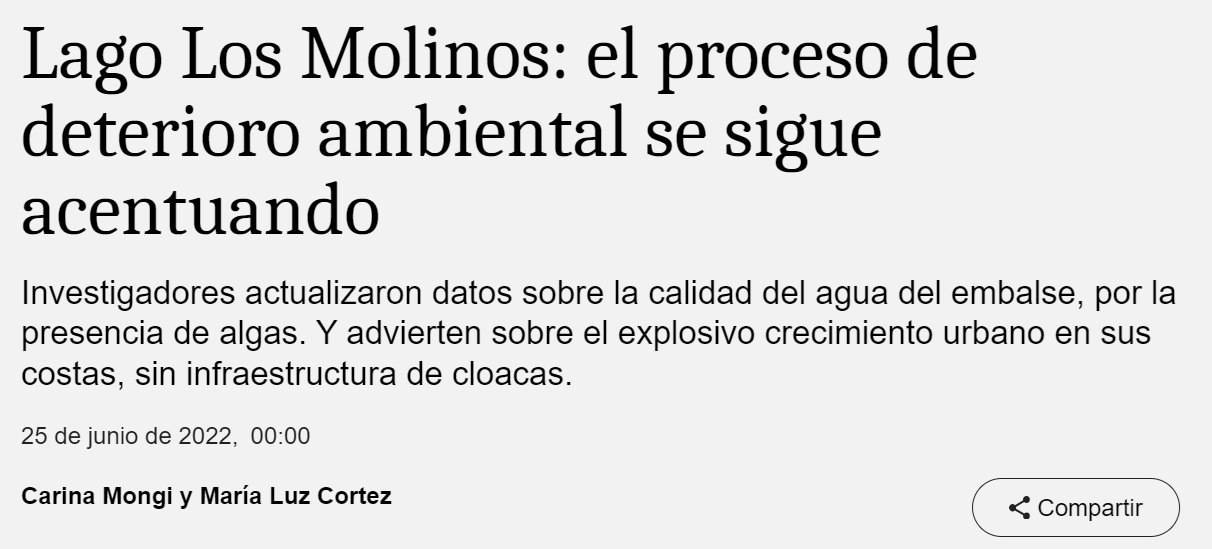 Lago Los Molinos: el proceso de
deterioro ambiental se sigue
acentuando
Investigadores actualizaron datos sobre la calidad del agua del embalse, por la
presencia de algas. Y advierten sobre el explosivo crecimiento urbano en sus
costas, sin infraestructura de cloacas.
25 de junio de 2022, 00:00
Carina Mongi y María Luz Cortez
Compartir